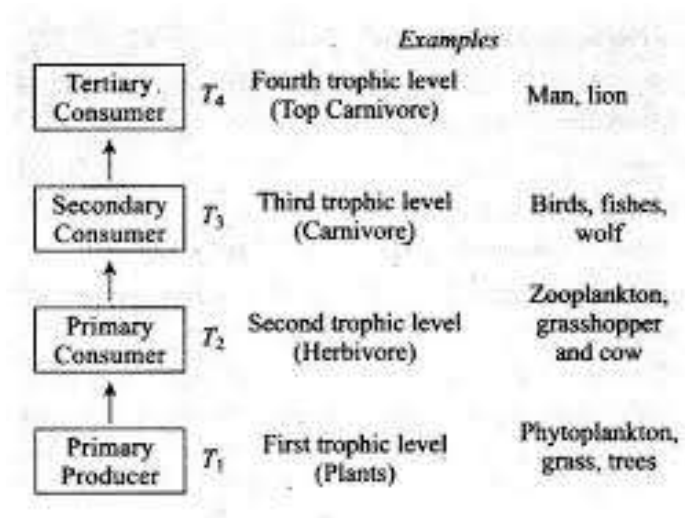 Examples
Tertiary Consumer T4 Fourth trophic level (Top Carnivore) Man, lion
Secondary Consumer T3 Third trophic level (Carnivore) Birds, fishes, wolf
Primary Consumer T2 Second trophic level (Herbivore) Zooplankton, grasshopper and cow
Primary Producer T1 First trophic level (Plants) Phytoplankton, grass, trees